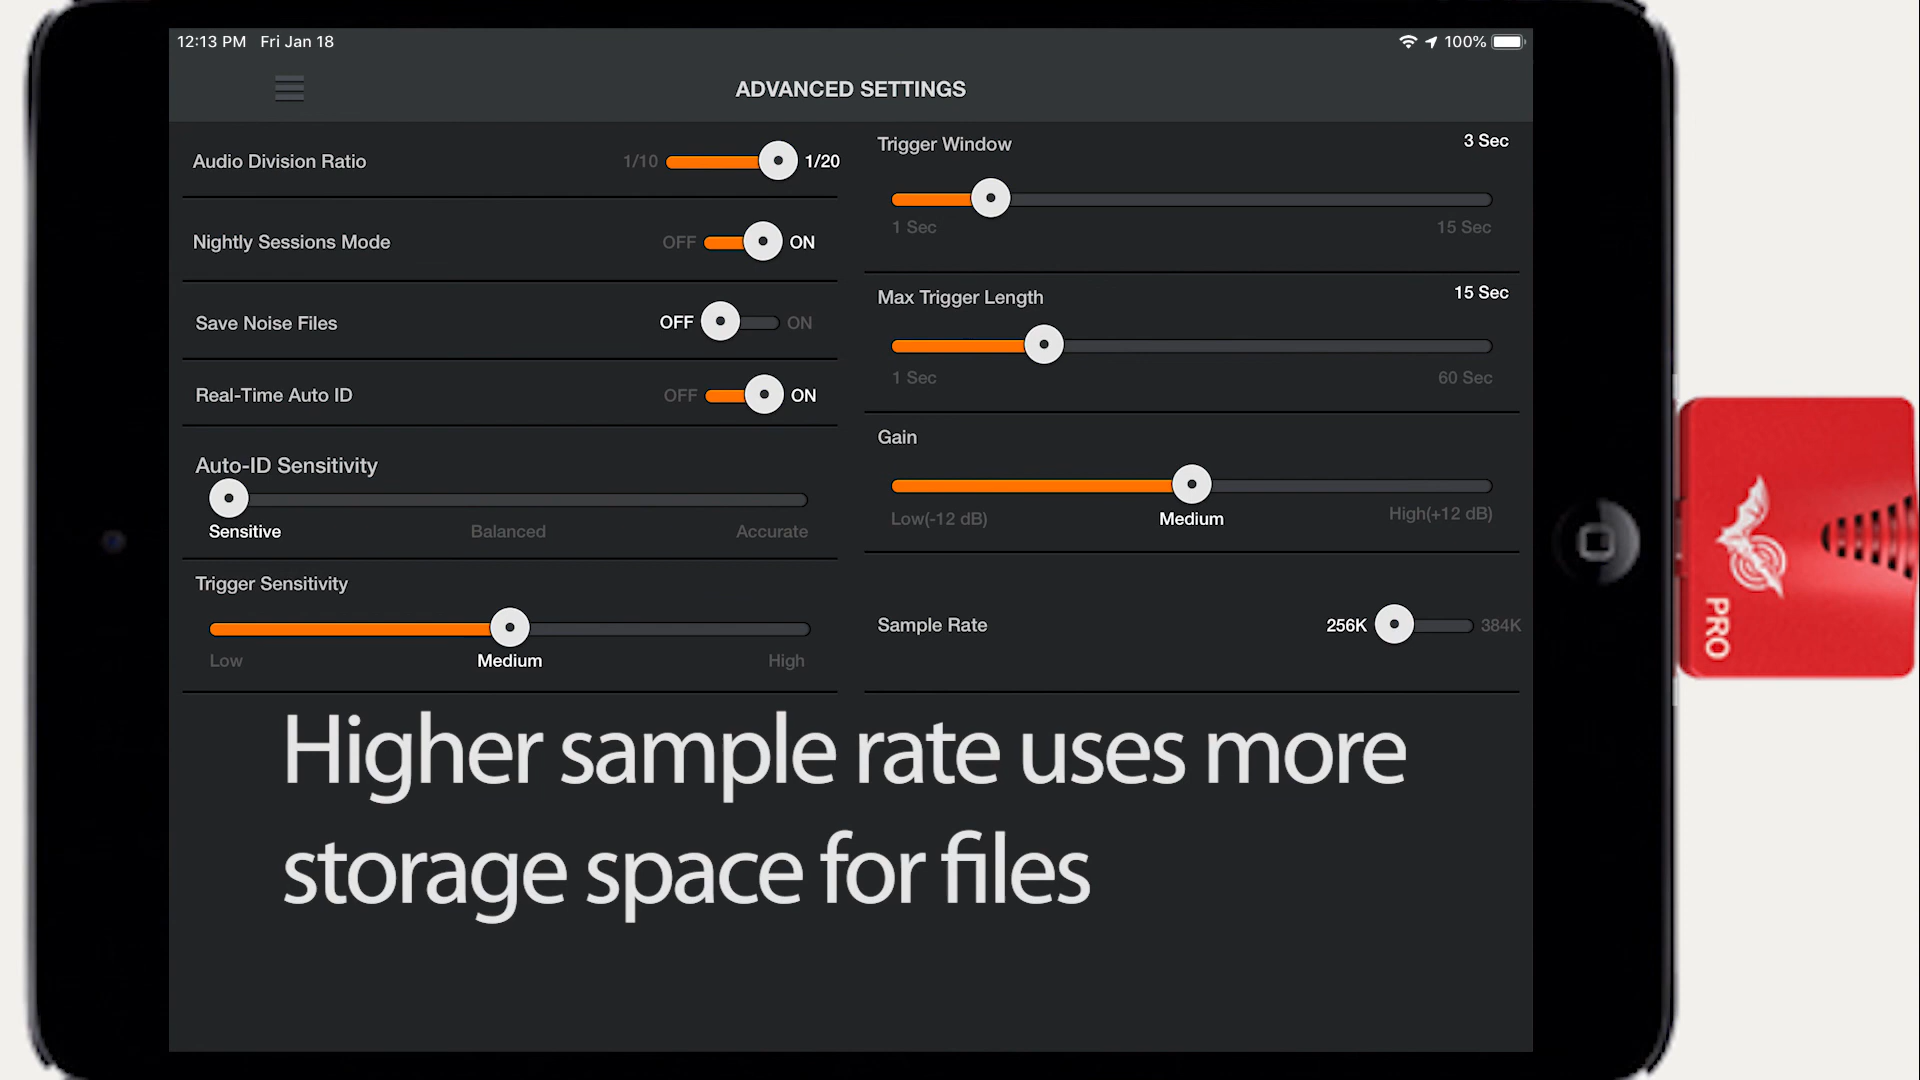 12:13 PM Fri Jan 18
100%
ADVANCED SETTINGS
Audio Division Ratio 1/10 1/20
Nightly Sessions Mode OFF ON
Save Noise Files OFF ON
Real-Time Auto ID OFF ON
Auto-ID Sensitivity
Sensitive Balanced Accurate
Trigger Sensitivity
Low Medium High
Trigger Window 3 Sec
1 Sec 15 Sec
Max Trigger Length 15 Sec
1 Sec 60 Sec
Gain
Low(-12 dB) Medium High(+12 dB)
Sample Rate 256K 384K
Higher sample rate uses more
storage space for files
PRO